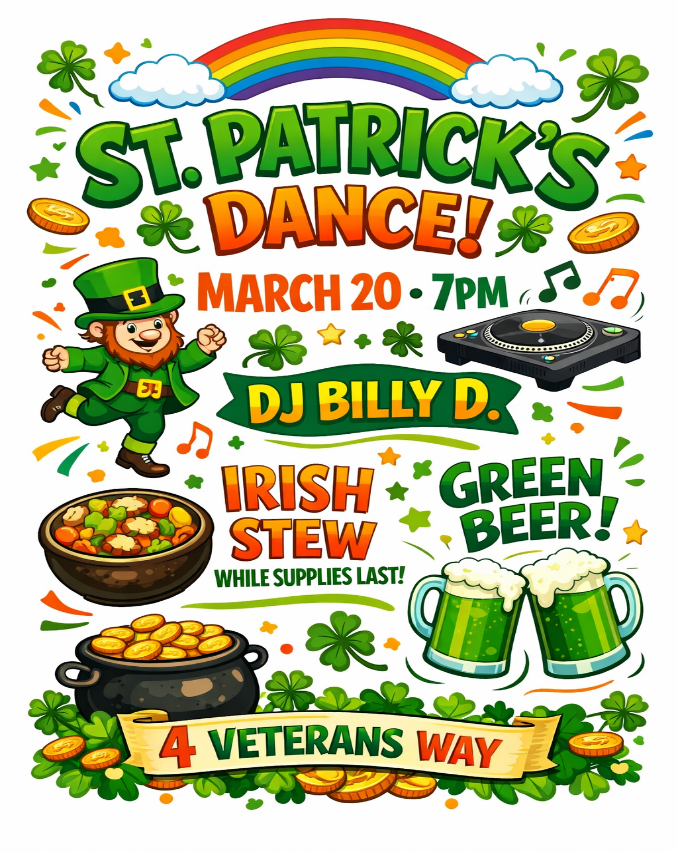 ST. PATRICK'S
DANCE!
MARCH 20 • 7PM
DJ BILLY D.
IRISH
STEW
WHILE SUPPLIES LAST!
GREEN
BEER!
4 VETERANS WAY